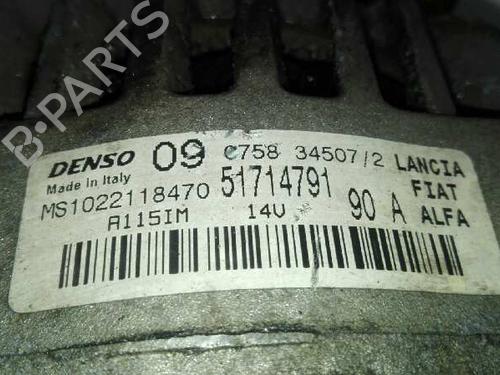 B-PARTS
DENSO 09 C758 34507/2 LANCIA
Made in Italy 51714791 FIAT
MS1022118470 90 A ALFA
A115IM 14V